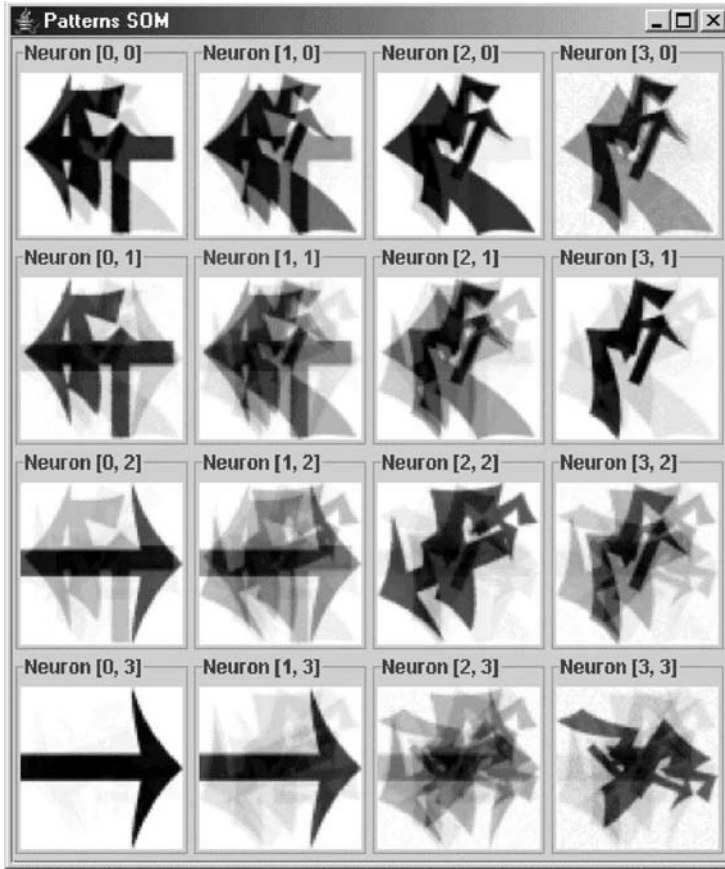 Patterns SOM
Neuron [0, 0] Neuron [1, 0] Neuron [2, 0] Neuron [3, 0]
Neuron [0, 1] Neuron [1, 1] Neuron [2, 1] Neuron [3, 1]
Neuron [0, 2] Neuron [1, 2] Neuron [2, 2] Neuron [3, 2]
Neuron [0, 3] Neuron [1, 3] Neuron [2, 3] Neuron [3, 3]